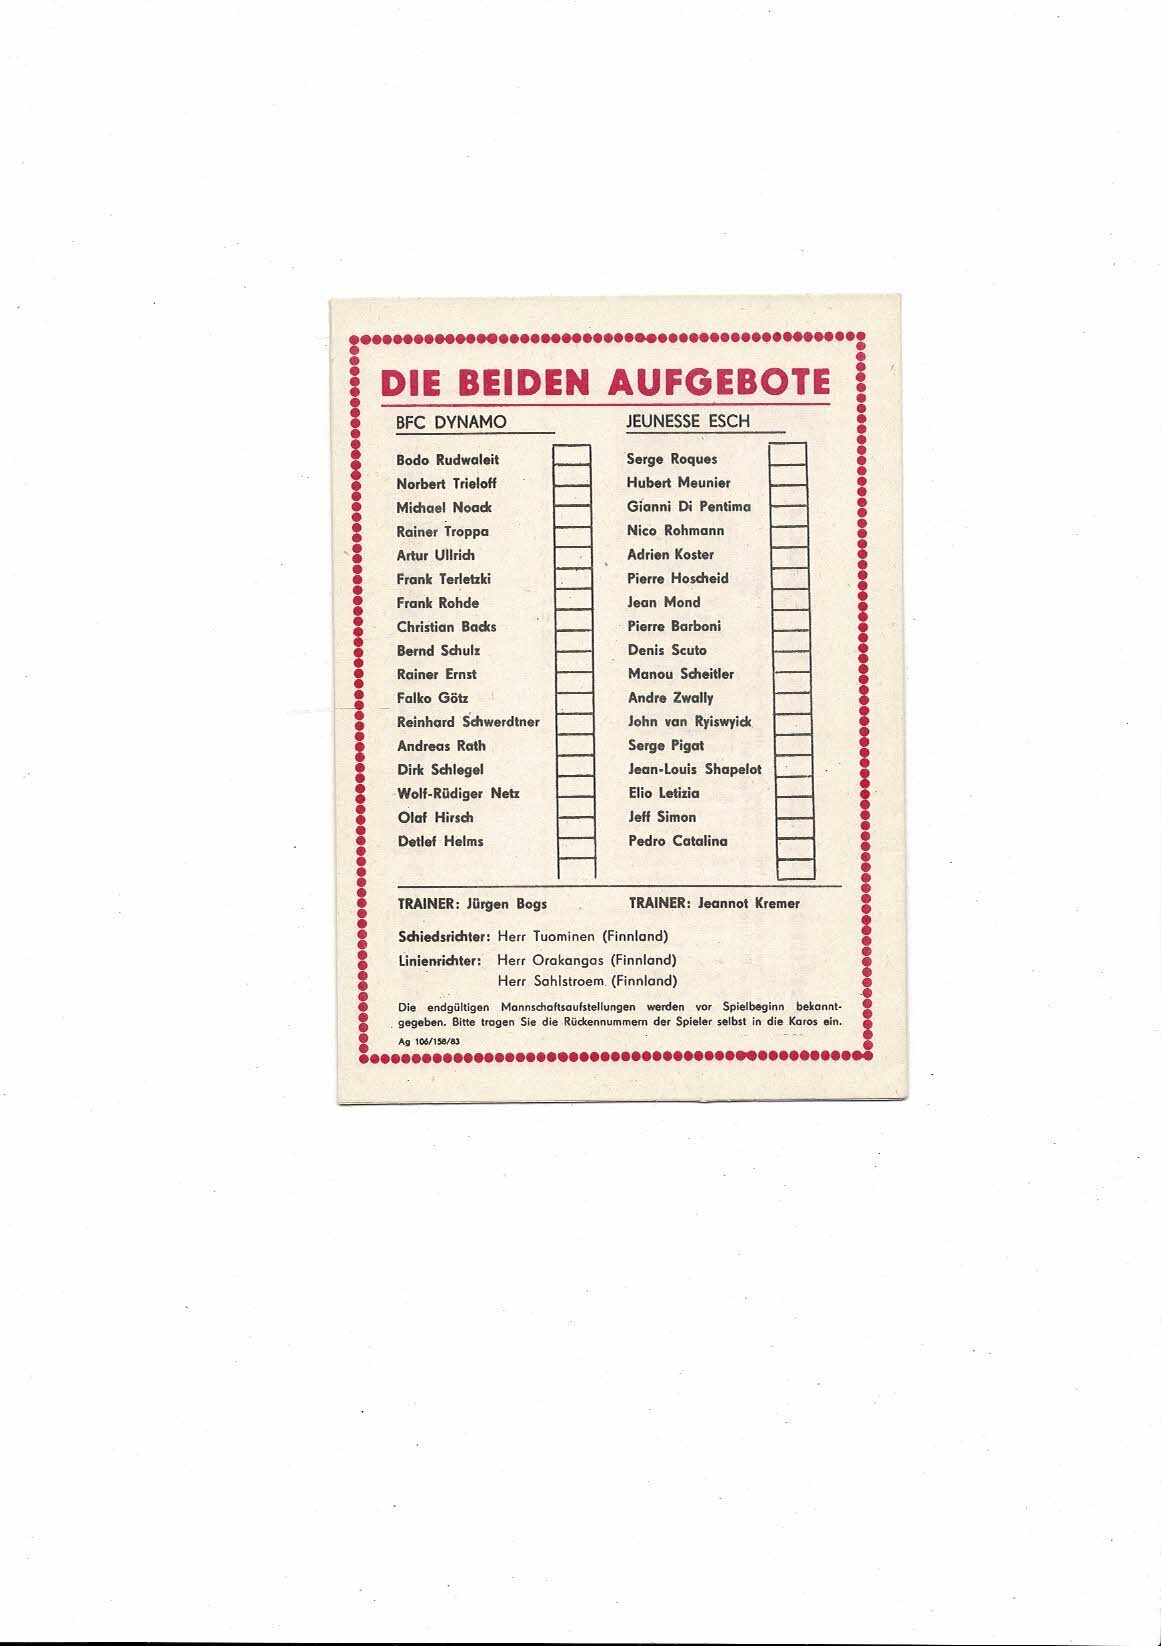 DIE BEIDEN AUFGEBOTE
BFC DYNAMO
Bodo Rudwaleit
Norbert Trieloff
Michael Noack
Rainer Troppa
Artur Ullrich
Frank Terletzki
Frank Rohde
Christian Backs
Bernd Schulz
Rainer Ernst
Falko Götz
Reinhard Schwerdtner
Andreas Rath
Dirk Schlegel
Wolf-Rüdiger Netz
Olaf Hirsch
Detlef Helms
JEUNESSE ESCH
Serge Roques
Hubert Meunier
Gianni Di Pentima
Nico Rohmann
Adrien Koster
Pierre Hoscheid
Jean Mond
Pierre Barboni
Denis Scuto
Manou Scheitler
Andre Zwally
John van Ryiswyick
Serge Pigat
Jean-Louis Shapelot
Elio Letizia
Jeff Simon
Pedro Catalina
TRAINER: Jürgen Bogs
TRAINER: Jeannot Kremer
Schiedsrichter: Herr Tuominen (Finnland)
Linienrichter: Herr Orakangas (Finnland)
Herr Sahlstroem (Finnland)
Die endgültigen Mannschaftsaufstellungen werden vor Spielbeginn bekannt-
gegeben. Bitte tragen Sie die Rückennummern der Spieler selbst in die Karos ein.
Ag 106/158/83